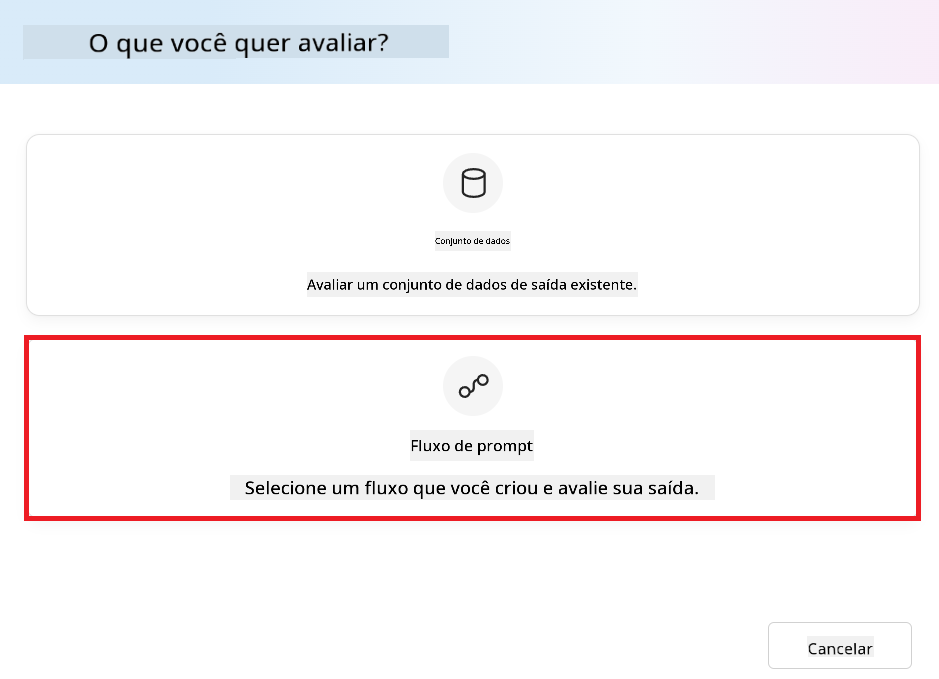 O que você quer avaliar?
Conjunto de dados
Avaliar um conjunto de dados de saída existente.
Fluxo de prompt
Selecione um fluxo que você criou e avalie sua saída.
Cancelar